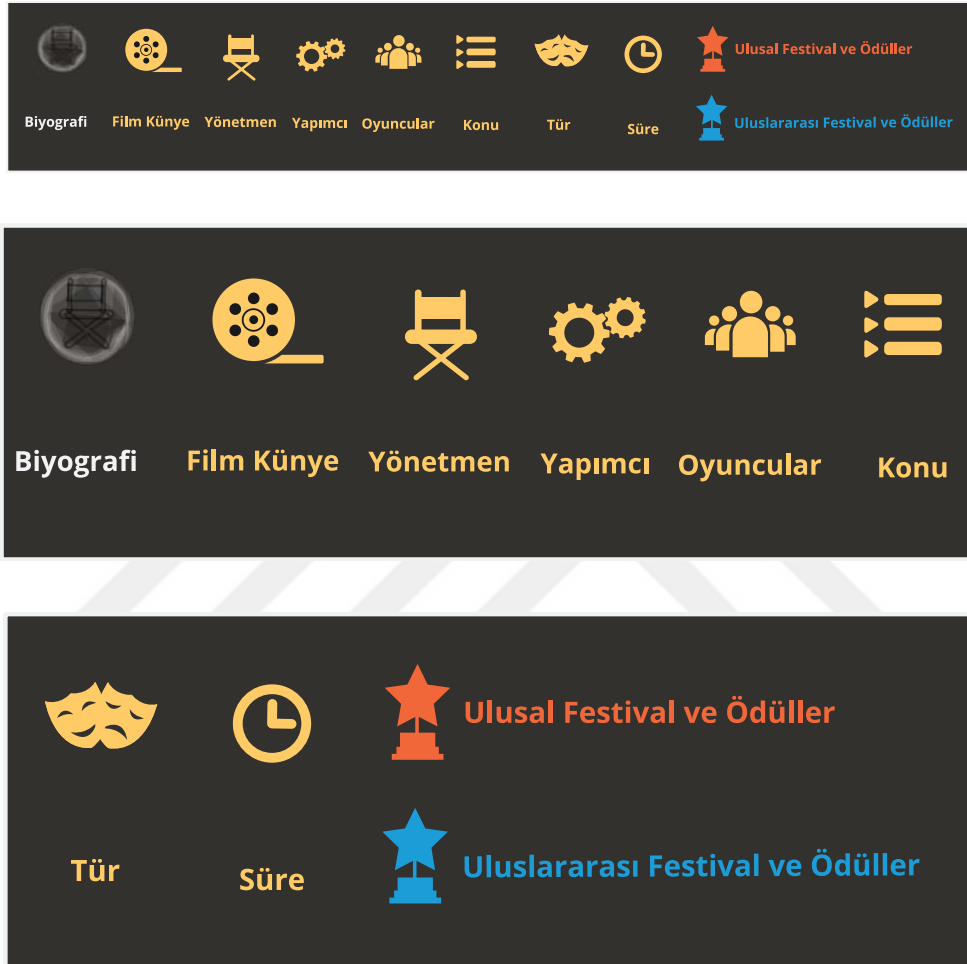 Ulusal Festival ve Ödüller
Biyografi Film Künye Yönetmen Yapımcı Oyuncular Konu Tür Süre Uluslararası Festival ve Ödüller
Biyografi Film Künye Yönetmen Yapımcı Oyuncular Konu
Ulusal Festival ve Ödüller
Tür Süre Uluslararası Festival ve Ödüller